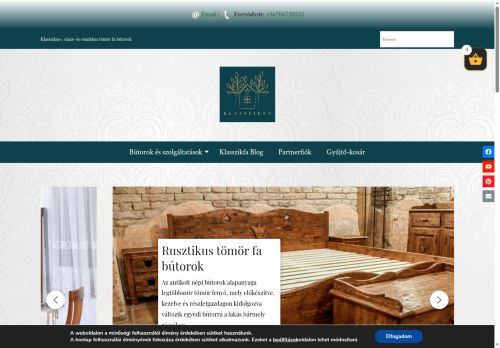 Email | Forródrót: +36706720552
Klasszikus-, olasz- és rusztikus tömör fa bútorok
Keresés
0
KLASSZIKFA
Bútorok és szolgáltatások
Klasszikfa Blog
Partnerfiók
Gyűjtő-kosár
Rusztikus tömör fa
bútorok
Az antikolt népi bútorok alapanyaga
legtöbbször tömör fenyő, mely előkészítve,
kezelve és részletgazdagon kidolgozva
változik egyedi bútorrá a lakás bármely
A weboldalon a minőségi felhasználói élmény érdekében sütiket használunk.
A honlap felhasználói élményének fokozása érdekében sütiket alkalmazunk. Ezeket a beállításoknál lehet módosítani.
Elfogadom